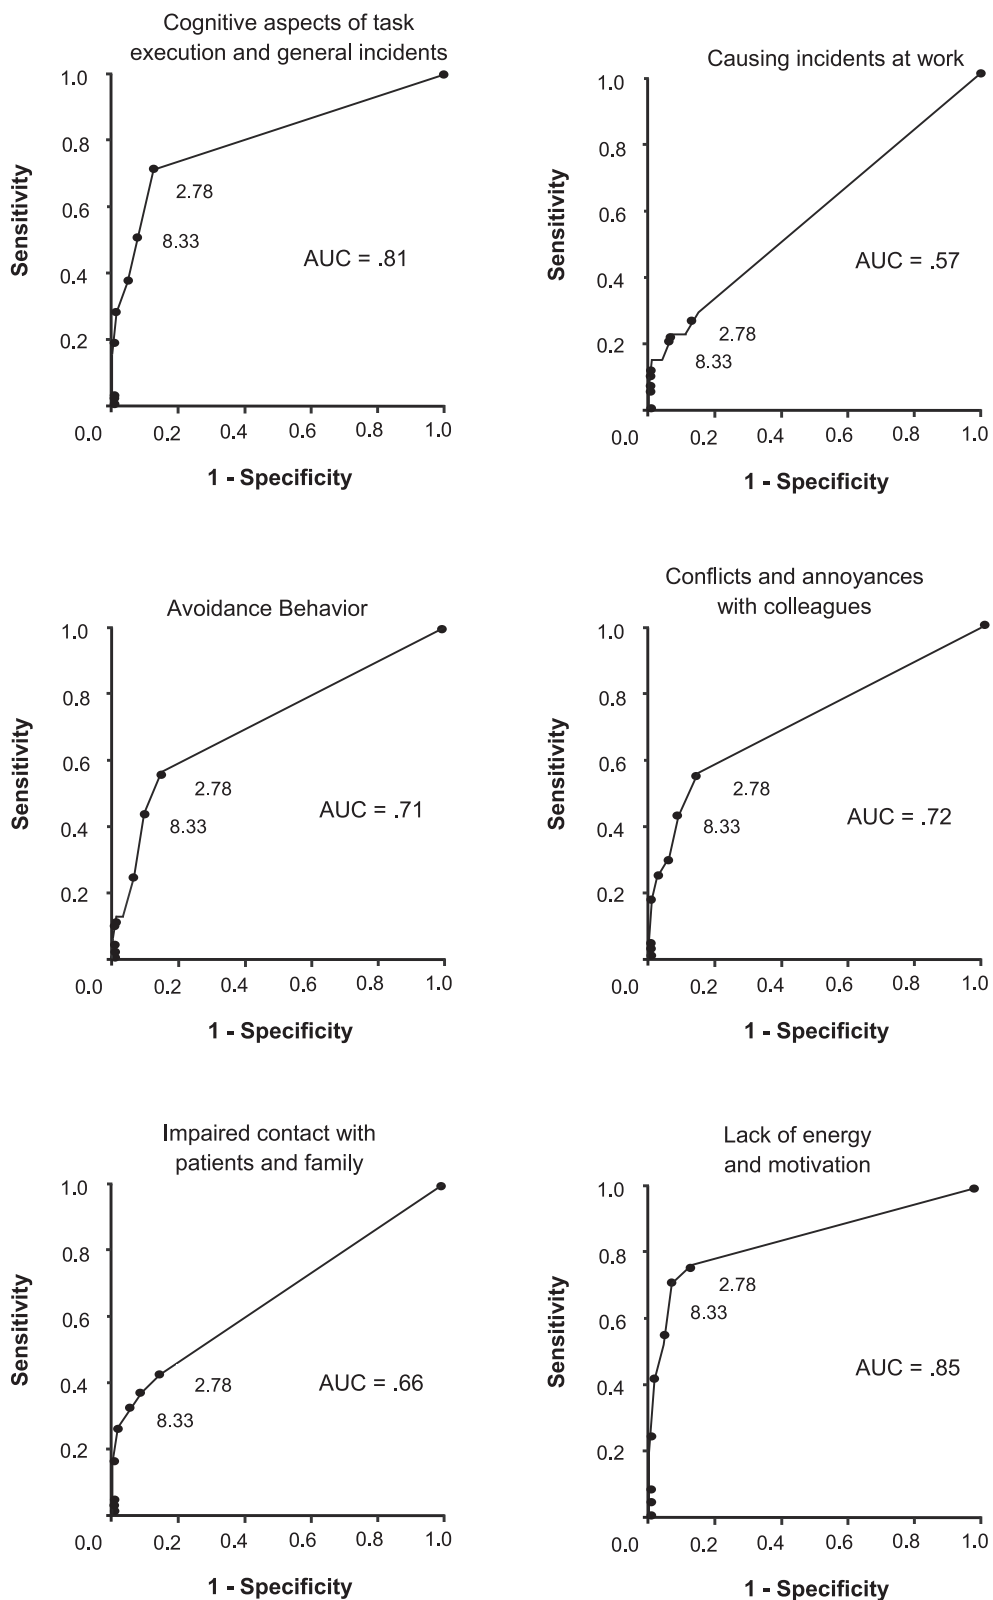 Cognitive aspects of task
execution and general incidents
1.0
0.8
0.6
0.4
0.2
Sensitivity
2.78
8.33
AUC = .81
0.0 0.2 0.4 0.6 0.8 1.0
1 - Specificity
Causing incidents at work
1.0
0.8
0.6
0.4
0.2
Sensitivity
2.78
8.33
AUC = .57
0.0 0.2 0.4 0.6 0.8 1.0
1 - Specificity
Avoidance Behavior
1.0
0.8
0.6
0.4
0.2
Sensitivity
2.78
8.33
AUC = .71
0.0 0.2 0.4 0.6 0.8 1.0
1 - Specificity
Conflicts and annoyances
with colleagues
1.0
0.8
0.6
0.4
0.2
Sensitivity
2.78
8.33
AUC = .72
0.0 0.2 0.4 0.6 0.8 1.0
1 - Specificity
Impaired contact with
patients and family
1.0
0.8
0.6
0.4
0.2
Sensitivity
2.78
8.33
AUC = .66
0.0 0.2 0.4 0.6 0.8 1.0
1 - Specificity
Lack of energy
and motivation
1.0
0.8
0.6
0.4
0.2
Sensitivity
2.78
8.33
AUC = .85
0.0 0.2 0.4 0.6 0.8 1.0
1 - Specificity